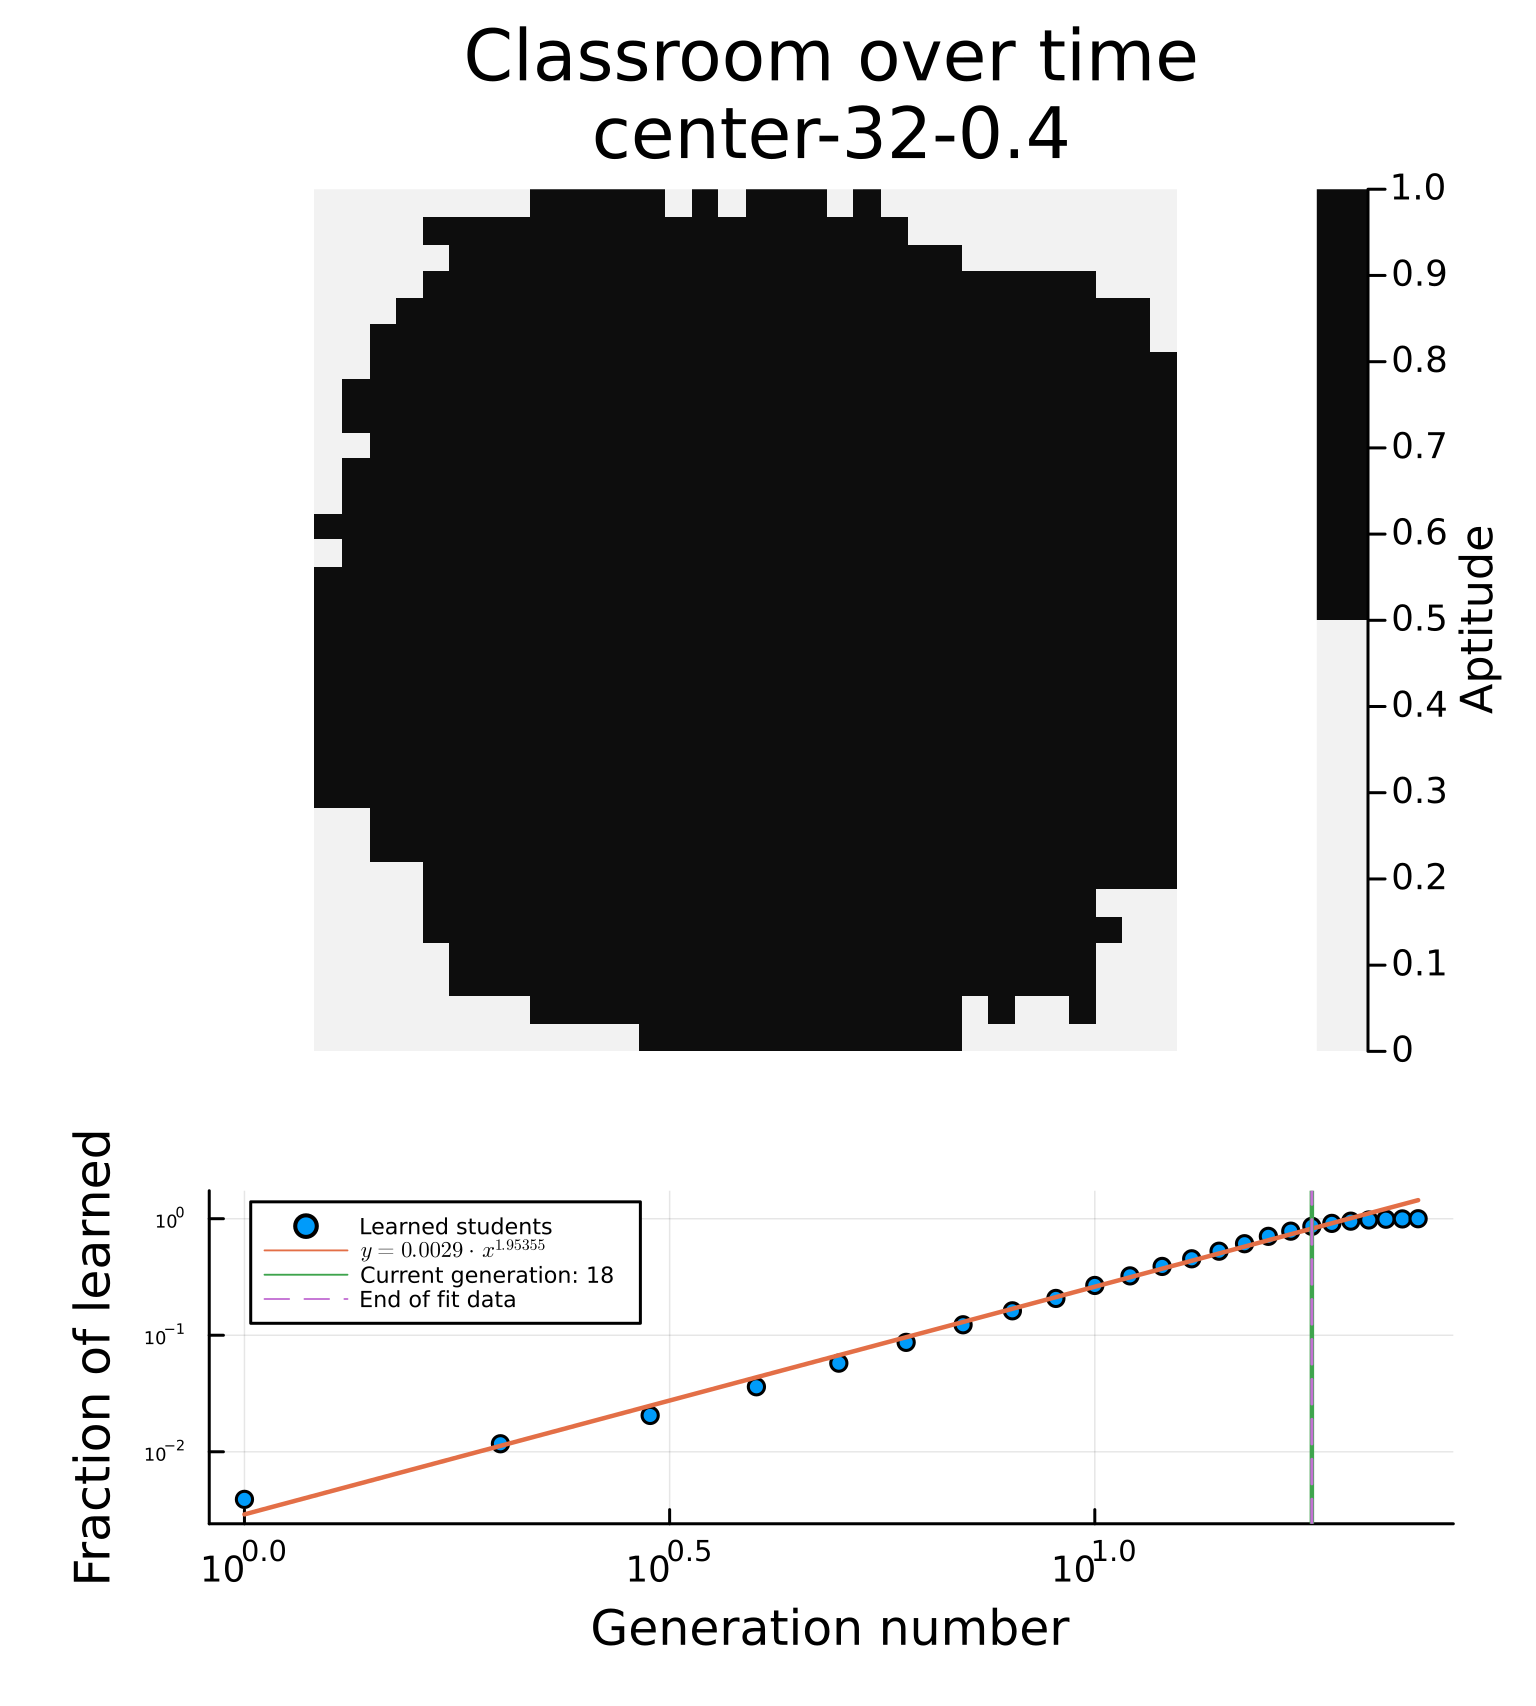 Classroom over time
center-32-0.4
1.0
0.9
0.8
0.7
0.6
0.5
0.4
0.3
0.2
0.1
0
Aptitude
Fraction of learned
10⁰
10⁻¹
10⁻²
Learned students
y = 0.0029 · x^1.95355
Current generation: 18
End of fit data
10^0.0
10^0.5
10^1.0
Generation number